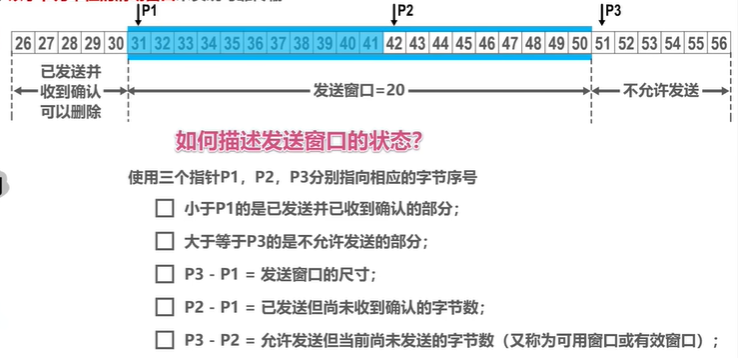 P1 P2 P3
26 27 28 29 30 31 32 33 34 35 36 37 38 39 40 41 42 43 44 45 46 47 48 49 50 51 52 53 54 55 56
已发送并
收到确认
可以删除
发送窗口=20
不允许发送
如何描述发送窗口的状态？
使用三个指针P1，P2，P3分别指向相应的字节序号
小于P1的是已发送并已收到确认的部分；
大于等于P3的是不允许发送的部分；
P3 - P1 = 发送窗口的尺寸；
P2 - P1 = 已发送但尚未收到确认的字节数；
P3 - P2 = 允许发送但当前尚未发送的字节数（又称为可用窗口或有效窗口）；